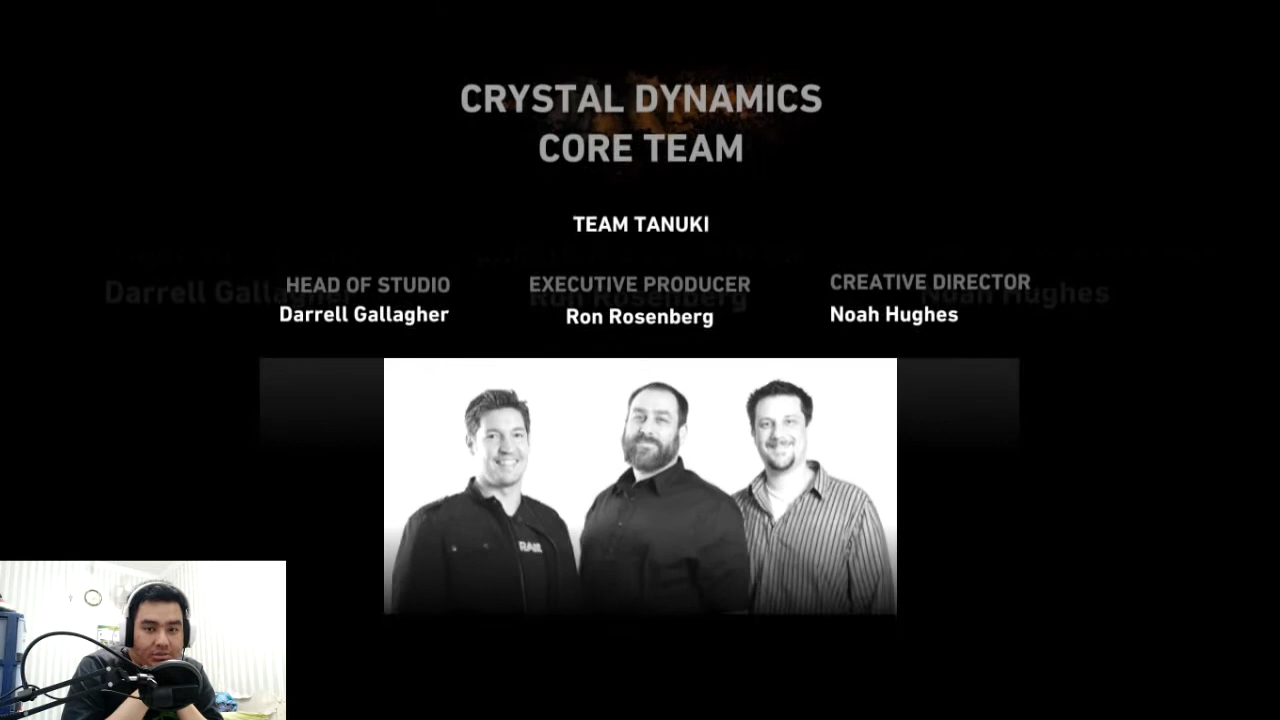 CRYSTAL DYNAMICS
CORE TEAM
TEAM TANUKI
HEAD OF STUDIO
EXECUTIVE PRODUCER
CREATIVE DIRECTOR
Darrell Gallagher
Ron Rosenberg
Noah Hughes